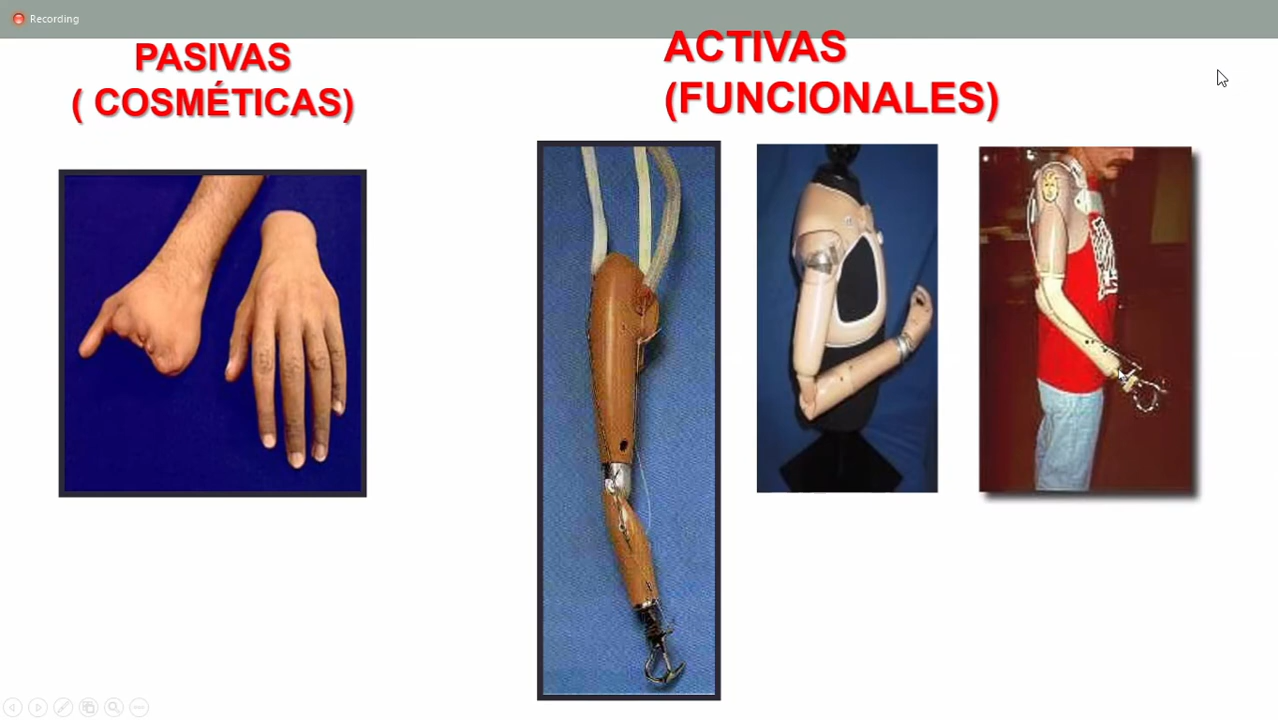 Recording
PASIVAS
( COSMÉTICAS)
ACTIVAS
(FUNCIONALES)